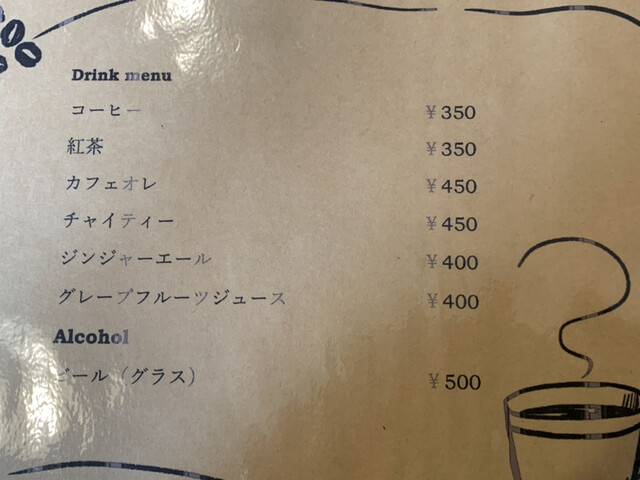 Drink menu
コーヒー ¥350
紅茶 ¥350
カフェオレ ¥450
チャイティー ¥450
ジンジャーエール ¥400
グレープフルーツジュース ¥400
Alcohol
ビール（グラス） ¥500